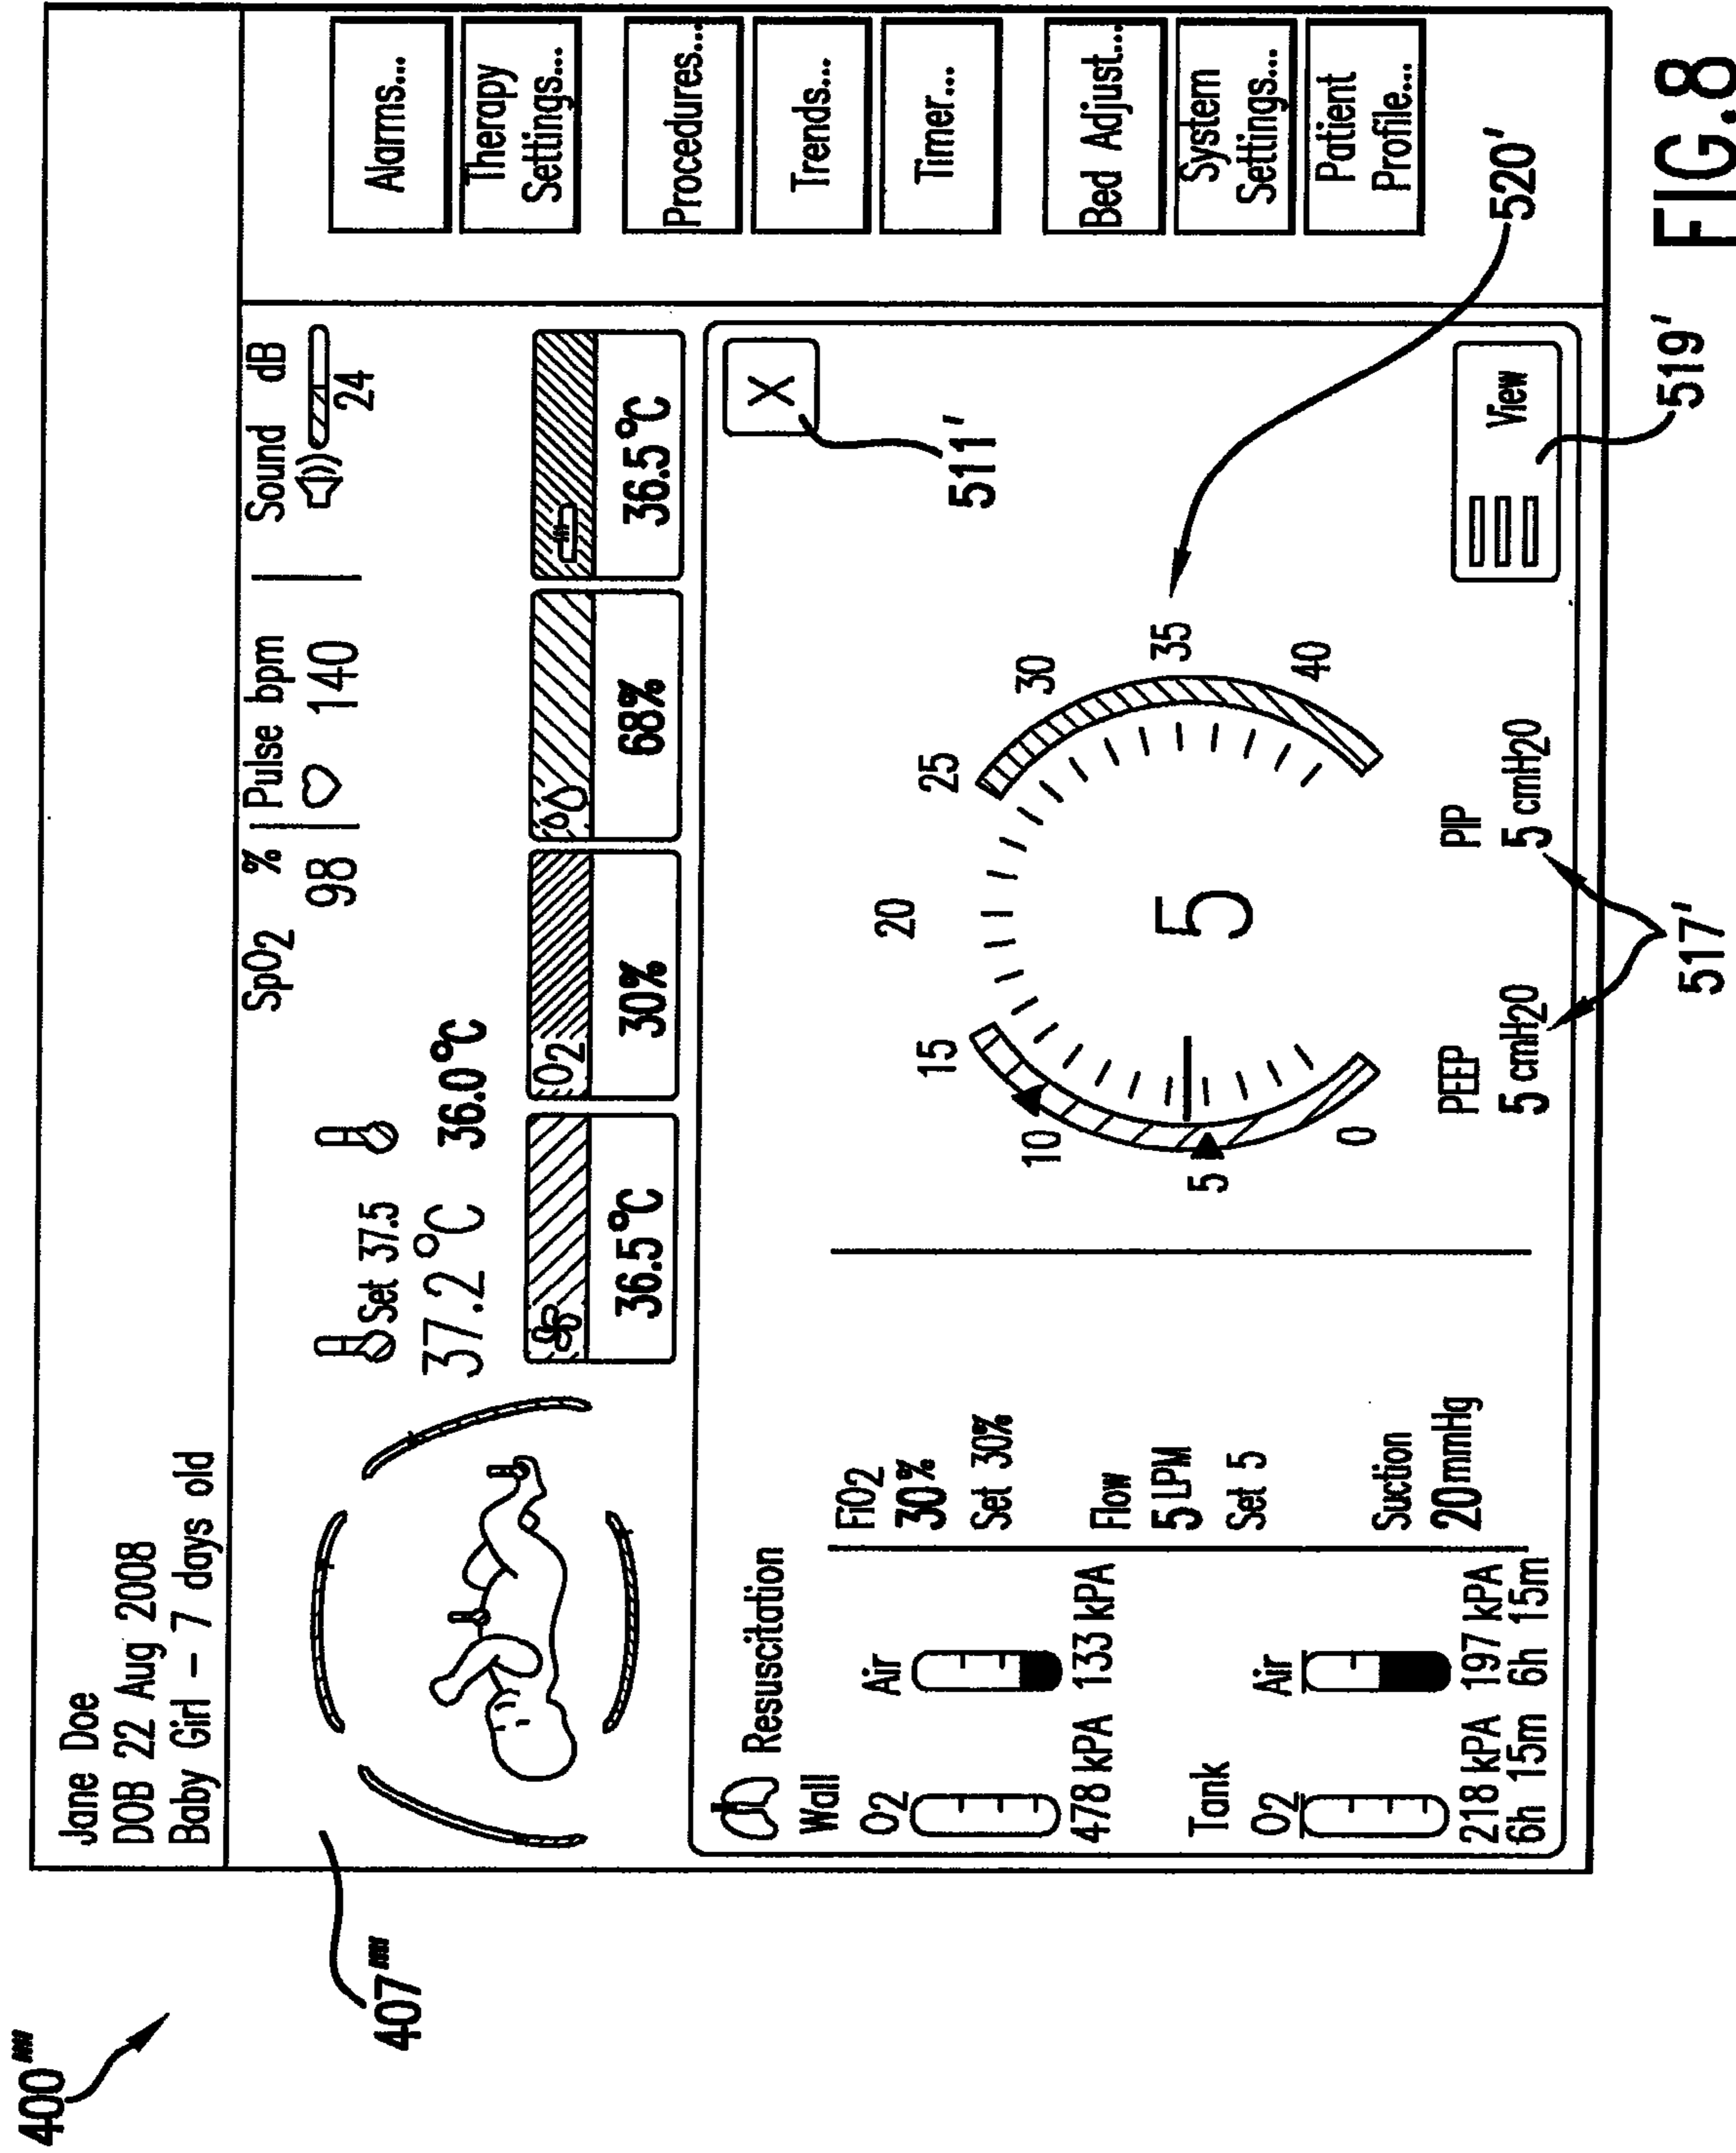 400''''
407''''
Jane Doe
DOB 22 Aug 2008
Baby Girl – 7 days old
SpO2 % Pulse bpm Sound dB
98 140 24
Set 37.5
37.2°C 36.0°C
O2
36.5°C 30% 68% 36.5°C
Alarms...
Therapy
Settings...
Procedures...
Trends...
Timer...
Bed Adjust...
System
Settings...
Patient
Profile...
Resuscitation
X
511'
Wall
O2 Air
478 kPA 133 kPA
Tank
O2 Air
218 kPA 197 kPA
6h 15m 6h 15m
FiO2
30%
Set 30%
Flow
5 LPM
Set 5
Suction
20 mmHg
0
5
10
15
20
25
30
35
40
5
520'
PEEP PIP
5 cmH20 5 cmH20
517'
View
519'
FIG.8